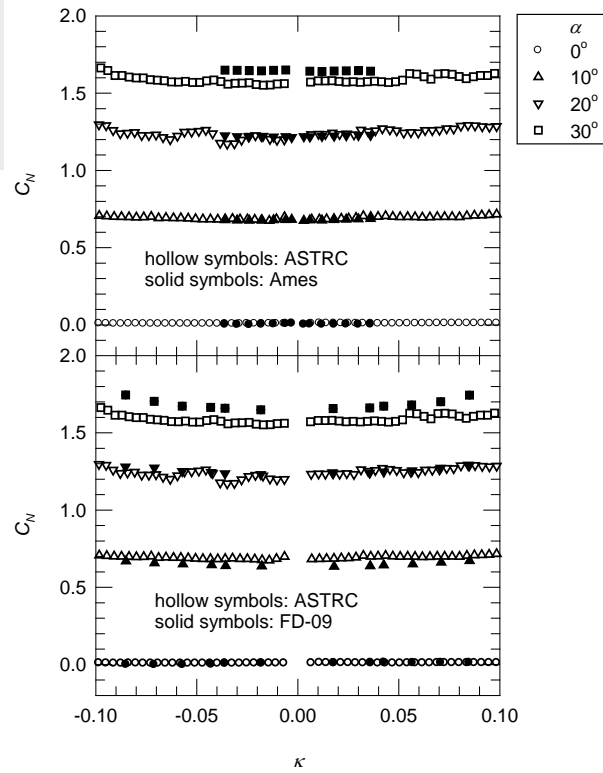 2.0
1.5
1.0
0.5
0.0
C_N
hollow symbols: ASTRC
solid symbols: Ames
α
0°
10°
20°
30°
2.0
1.5
1.0
0.5
0.0
C_N
hollow symbols: ASTRC
solid symbols: FD-09
-0.10 -0.05 0.00 0.05 0.10
κ